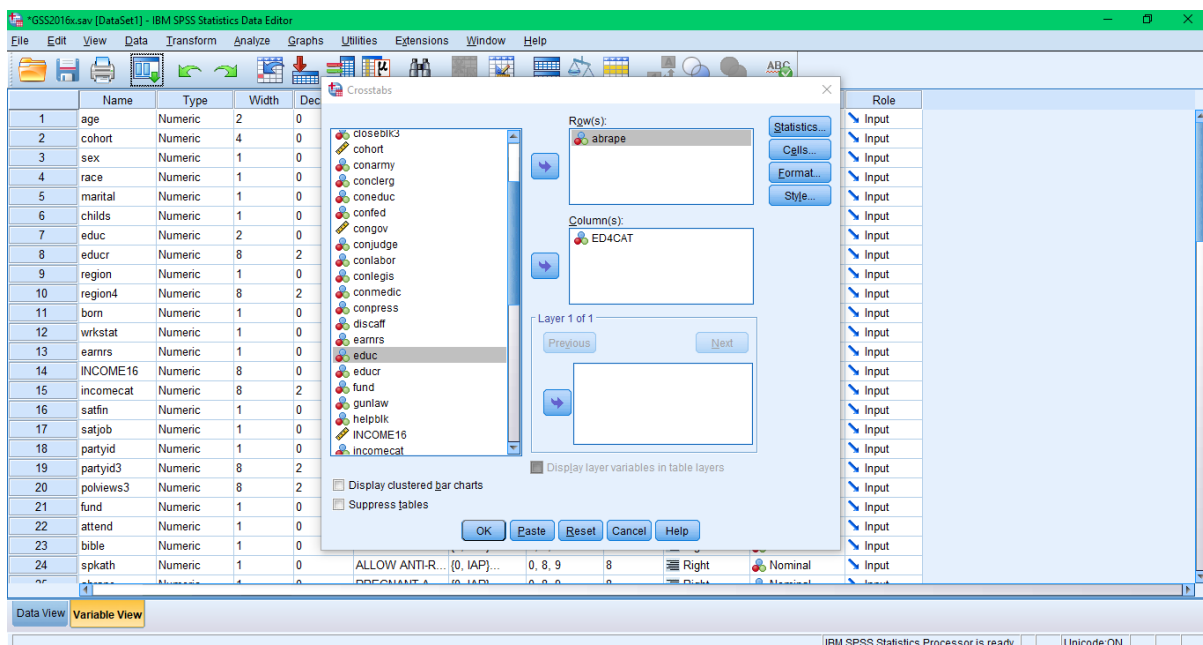 *GSS2016x.sav [DataSet1] - IBM SPSS Statistics Data Editor
File Edit View Data Transform Analyze Graphs Utilities Extensions Window Help
Name Type Width Dec Role
1 age Numeric 2 0 Input
2 cohort Numeric 4 0 Input
3 sex Numeric 1 0 Input
4 race Numeric 1 0 Input
5 marital Numeric 1 0 Input
6 childs Numeric 1 0 Input
7 educ Numeric 2 0 Input
8 educr Numeric 8 2 Input
9 region Numeric 1 0 Input
10 region4 Numeric 8 2 Input
11 born Numeric 1 0 Input
12 wrkstat Numeric 1 0 Input
13 earnrs Numeric 1 0 Input
14 INCOME16 Numeric 8 0 Input
15 incomecat Numeric 8 2 Input
16 satfin Numeric 1 0 Input
17 satjob Numeric 1 0 Input
18 partyid Numeric 1 0 Input
19 partyid3 Numeric 8 2 Input
20 polviews3 Numeric 8 2 Input
21 fund Numeric 1 0 Input
22 attend Numeric 1 0 Input
23 bible Numeric 1 0 Input
24 spkath Numeric 1 0 ALLOW ANTI-R... {0, IAP}... 0, 8, 9 8 Right Nominal Input
Crosstabs
closeblk3
cohort
conarmy
conclerg
coneduc
confed
congov
conjudge
conlabor
conlegis
conmedic
conpress
discaff
earnrs
educ
educr
fund
gunlaw
helpblk
INCOME16
incomecat
Row(s):
abrape
Column(s):
ED4CAT
Layer 1 of 1
Previous Next
Display layer variables in table layers
Statistics...
Cells...
Format...
Style...
Display clustered bar charts
Suppress tables
OK Paste Reset Cancel Help
Data View Variable View
IBM SPSS Statistics Processor is ready Unicode:ON